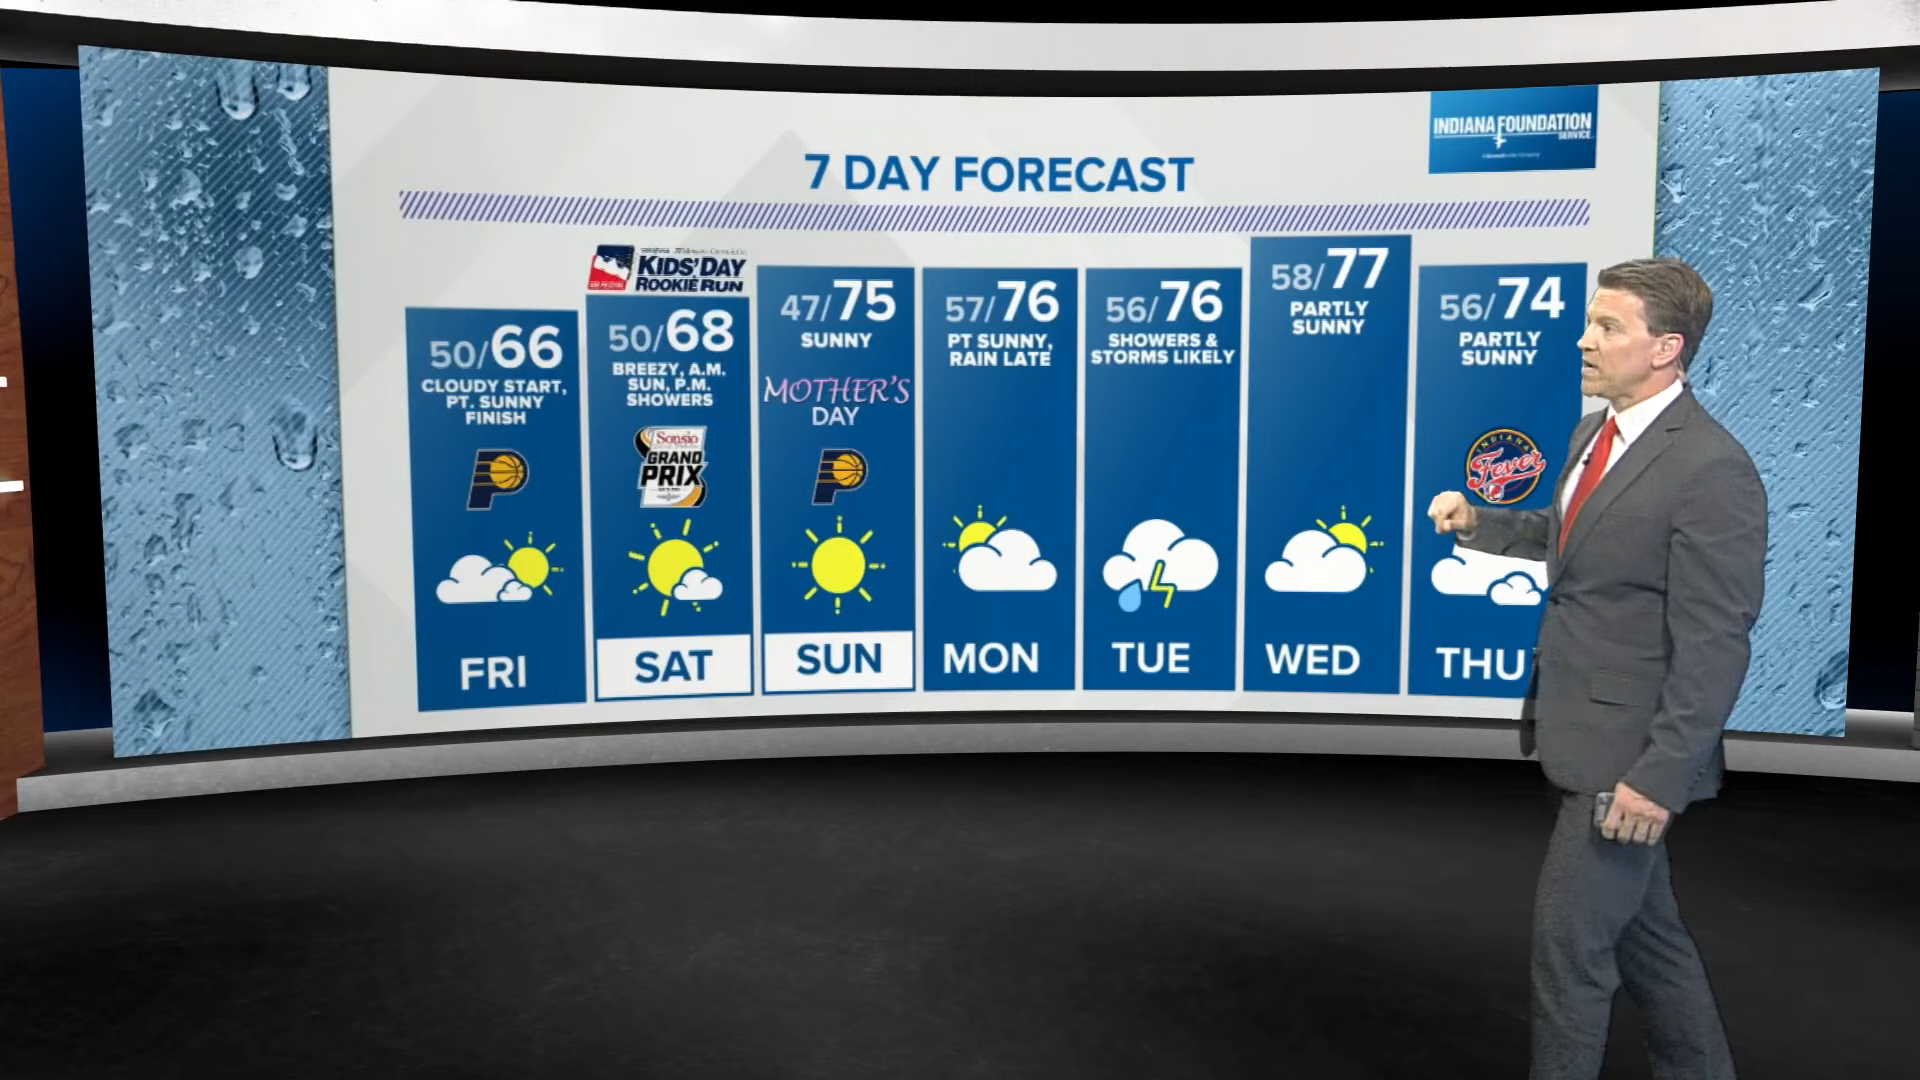 INDIANA FOUNDATION
SERVICE
7 DAY FORECAST
KIDS' DAY
ROOKIE RUN
50/66
CLOUDY START,
PT. SUNNY
FINISH
FRI
50/68
BREEZY, A.M.
SUN, P.M.
SHOWERS
Sonsio
GRAND
PRIX
SAT
47/75
SUNNY
MOTHER'S
DAY
SUN
57/76
PT SUNNY,
RAIN LATE
MON
56/76
SHOWERS &
STORMS LIKELY
TUE
58/77
PARTLY
SUNNY
WED
56/74
PARTLY
SUNNY
INDIANA
Fever
THU